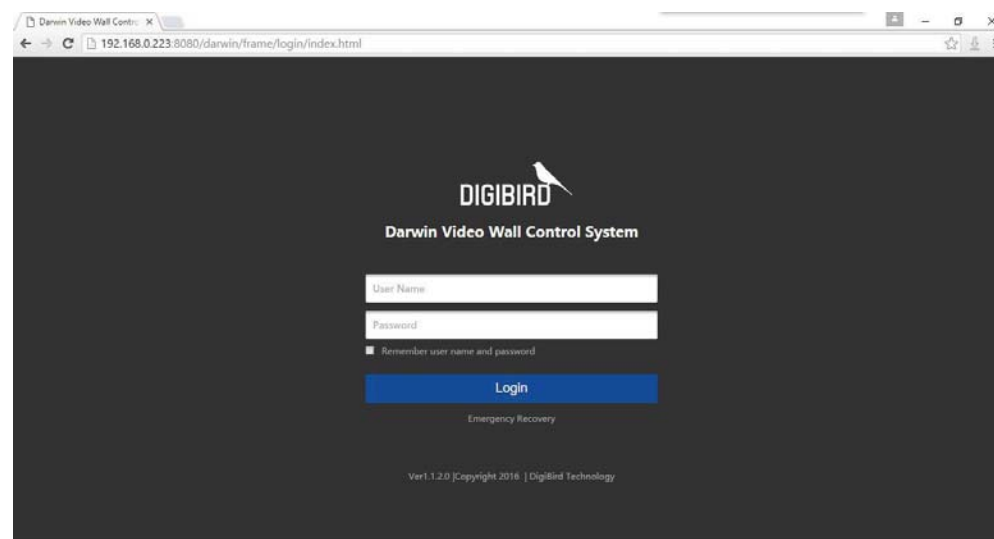 Darwin Video Wall Contro
192.168.0.223:8080/darwin/frame/login/index.html
DIGIBIRD
Darwin Video Wall Control System
User Name
Password
Remember user name and password
Login
Emergency Recovery
Ver1.1.2.0 |Copyright 2016 | DigiBird Technology